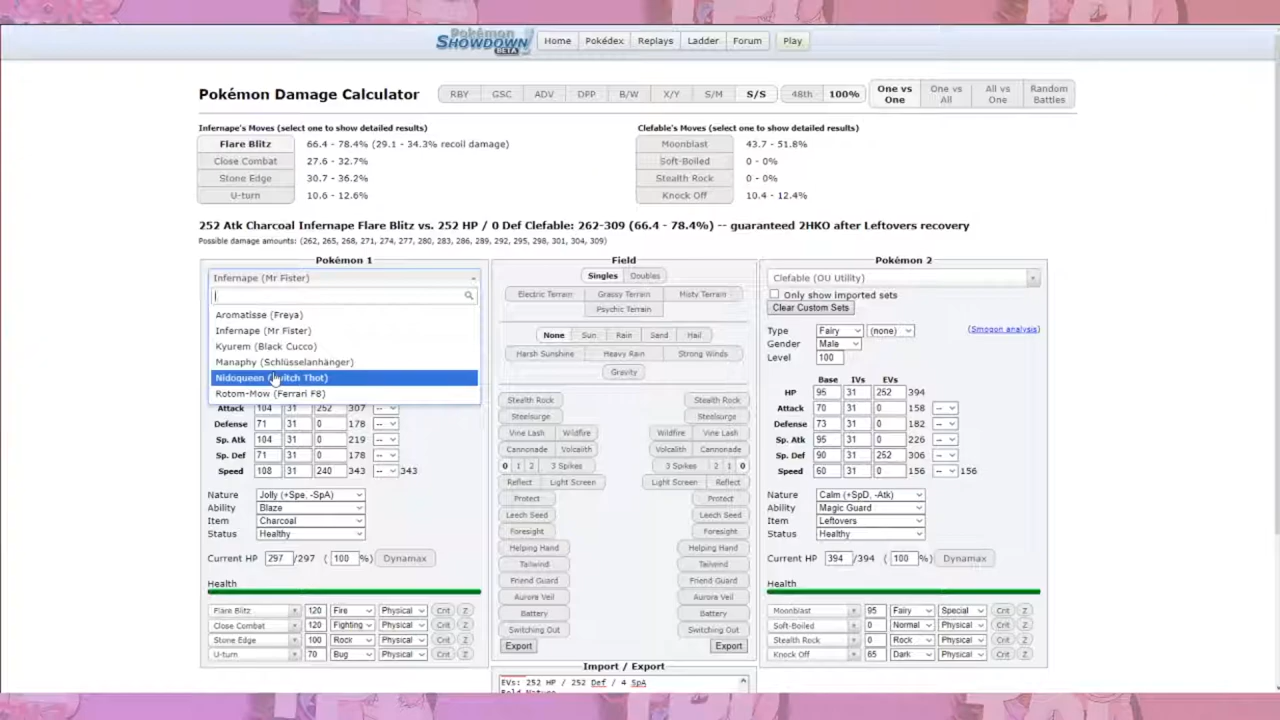 Pokémon
SHOWDOWN
BETA
Home Pokédex Replays Ladder Forum Play
Pokémon Damage Calculator RBY GSC ADV DPP B/W X/Y S/M S/S 48th 100% One vs One One vs All All vs One Random Battles
Infernape's Moves (select one to show detailed results)
Flare Blitz 66.4 - 78.4% (29.1 - 34.3% recoil damage)
Close Combat 27.6 - 32.7%
Stone Edge 30.7 - 36.2%
U-turn 10.6 - 12.6%
Clefable's Moves (select one to show detailed results)
Moonblast 43.7 - 51.8%
Soft-Boiled 0 - 0%
Stealth Rock 0 - 0%
Knock Off 10.4 - 12.4%
252 Atk Charcoal Infernape Flare Blitz vs. 252 HP / 0 Def Clefable: 262-309 (66.4 - 78.4%) -- guaranteed 2HKO after Leftovers recovery
Possible damage amounts: (262, 265, 268, 271, 274, 277, 280, 283, 286, 289, 292, 295, 298, 301, 304, 309)
Pokémon 1
Infernape (Mr Fister)
Aromatisse (Freya)
Infernape (Mr Fister)
Kyurem (Black Cucco)
Manaphy (Schlüsselanhänger)
Nidoqueen itch Thot)
Rotom-Mow (Ferrari F8)
Attack 104 31 252 307 --
Defense 71 31 0 178 --
Sp. Atk 104 31 0 219 --
Sp. Def 71 31 0 178 --
Speed 108 31 240 343 -- 343
Nature Jolly (+Spe, -SpA)
Ability Blaze
Item Charcoal
Status Healthy
Current HP 297 /297 ( 100 %) Dynamax
Health
Flare Blitz 120 Fire Physical Crit Z
Close Combat 120 Fighting Physical Crit Z
Stone Edge 100 Rock Physical Crit Z
U-turn 70 Bug Physical Crit Z
Field
Singles Doubles
Electric Terrain Grassy Terrain Misty Terrain
Psychic Terrain
None Sun Rain Sand Hail
Harsh Sunshine Heavy Rain Strong Winds
Gravity
Stealth Rock Stealth Rock
Steelsurge Steelsurge
Vine Lash Wildfire Wildfire Vine Lash
Cannonade Volcalith Volcalith Cannonade
0 1 2 3 Spikes 3 Spikes 2 1 0
Reflect Light Screen Light Screen Reflect
Protect Protect
Leech Seed Leech Seed
Foresight Foresight
Helping Hand Helping Hand
Tailwind Tailwind
Friend Guard Friend Guard
Aurora Veil Aurora Veil
Battery Battery
Switching Out Switching Out
Export Export
Import / Export
EVs: 252 HP / 252 Def / 4 SpA
Pokémon 2
Clefable (OU Utility)
Only show imported sets
Clear Custom Sets
Type Fairy (none) (Smogon analysis)
Gender Male
Level 100
Base IVs EVs
HP 95 31 252 394
Attack 70 31 0 158 --
Defense 73 31 0 182 --
Sp. Atk 95 31 0 226 --
Sp. Def 90 31 252 306 --
Speed 60 31 0 156 -- 156
Nature Calm (+SpD, -Atk)
Ability Magic Guard
Item Leftovers
Status Healthy
Current HP 394 /394 ( 100 %) Dynamax
Health
Moonblast 95 Fairy Special Crit Z
Soft-Boiled 0 Normal Physical Crit Z
Stealth Rock 0 Rock Physical Crit Z
Knock Off 65 Dark Physical Crit Z